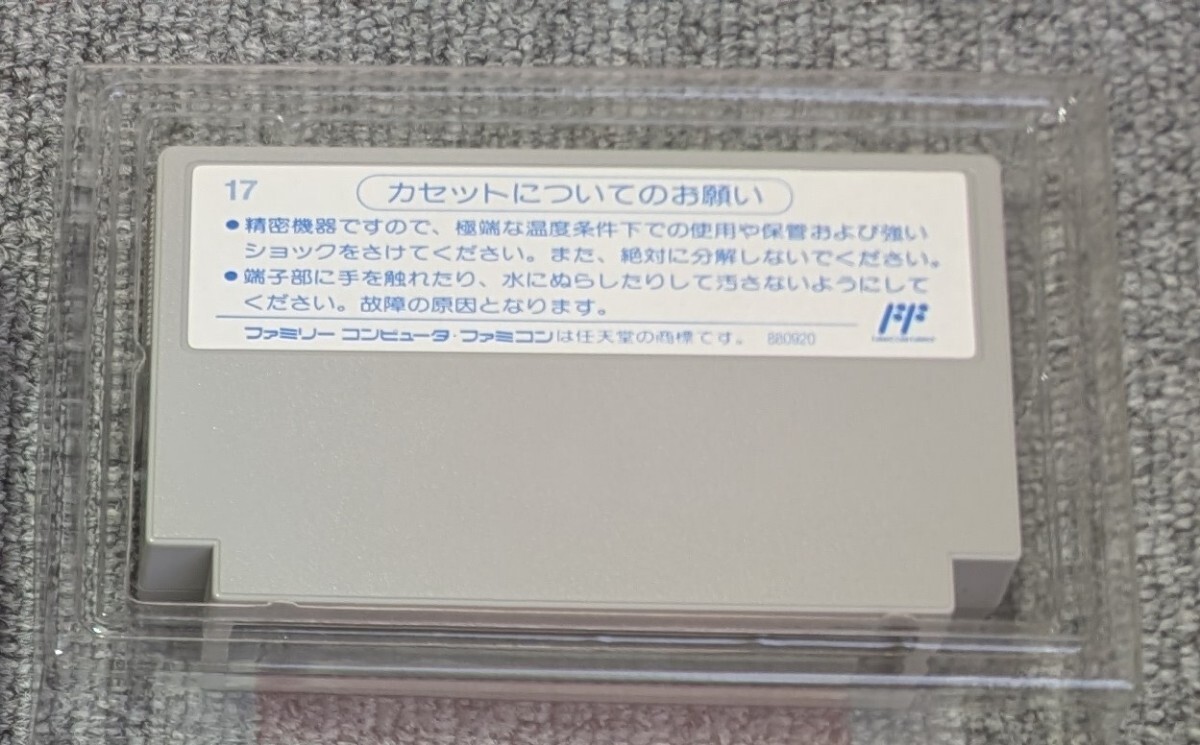 17
カセットについてのお願い
●精密機器ですので、極端な温度条件下での使用や保管および強い
ショックをさけてください。また、絶対に分解しないでください。
●端子部に手を触れたり、水にぬらしたりして汚さないようにして
ください。故障の原因となります。
ファミリー コンピュータ・ファミコンは任天堂の商標です。 880920
FF